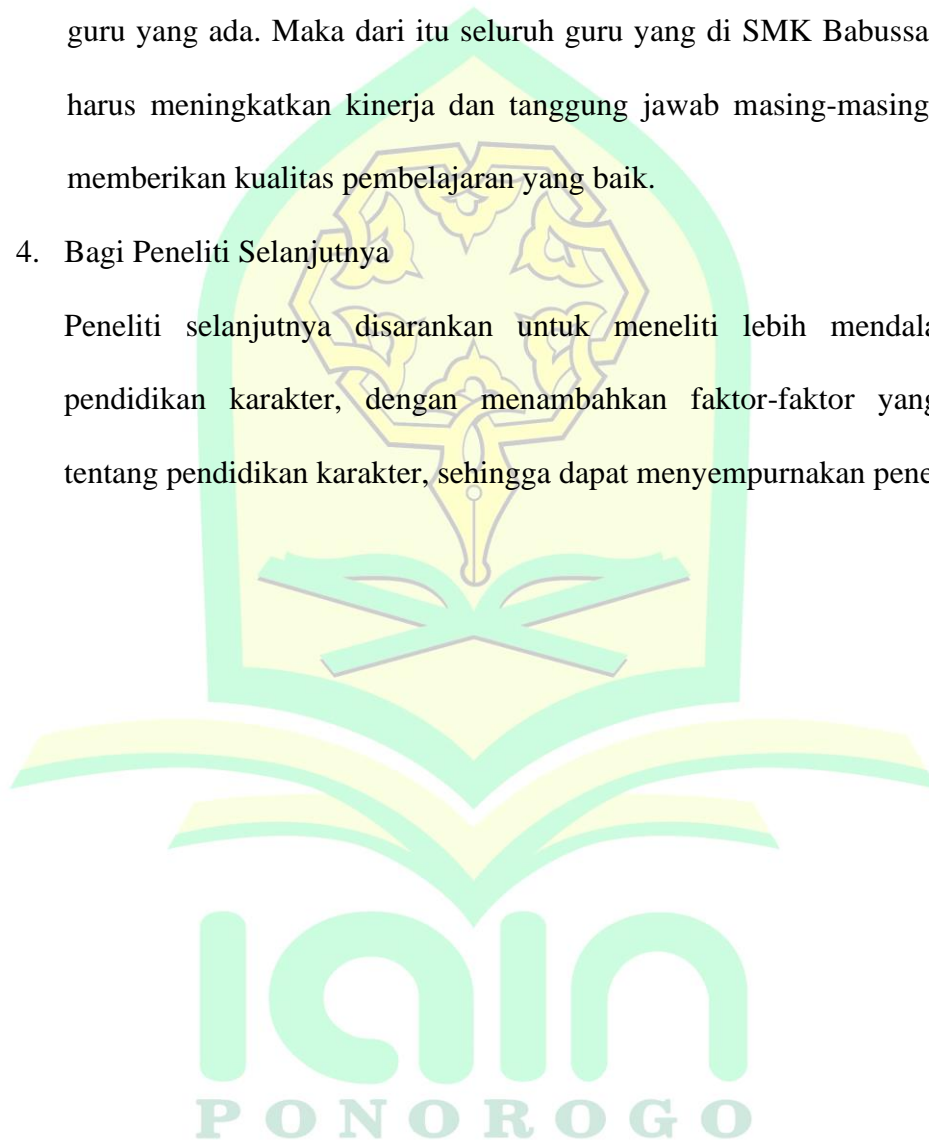 guru yang ada. Maka dari itu seluruh guru yang di SMK Babussa
harus meningkatkan kinerja dan tanggung jawab masing-masing
memberikan kualitas pembelajaran yang baik.
4. Bagi Peneliti Selanjutnya
Peneliti selanjutnya disarankan untuk meneliti lebih mendala
pendidikan karakter, dengan menambahkan faktor-faktor yang
tentang pendidikan karakter, sehingga dapat menyempurnakan pene
iain
PONOROGO